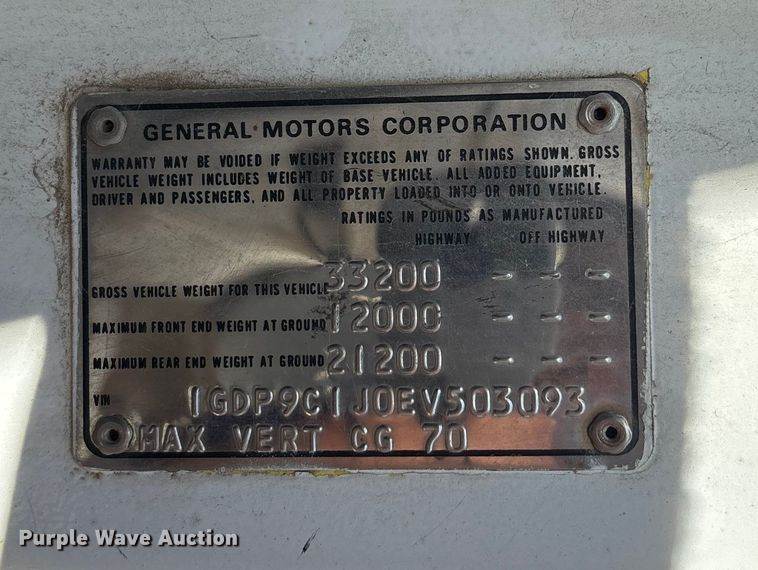 GENERAL MOTORS CORPORATION
WARRANTY MAY BE VOIDED IF WEIGHT EXCEEDS ANY OF RATINGS SHOWN. GROSS
VEHICLE WEIGHT INCLUDES WEIGHT OF BASE VEHICLE, ALL ADDED EQUIPMENT,
DRIVER AND PASSENGERS, AND ALL PROPERTY LOADED INTO OR ONTO VEHICLE.
RATINGS IN POUNDS AS MANUFACTURED
HIGHWAY OFF HIGHWAY
GROSS VEHICLE WEIGHT FOR THIS VEHICLE 33200 - - -
MAXIMUM FRONT END WEIGHT AT GROUND 12000 - - -
MAXIMUM REAR END WEIGHT AT GROUND 21200 - - -
VIN 1GDP9C1J0EV503093
MAX VERT CG 70
Purple Wave Auction